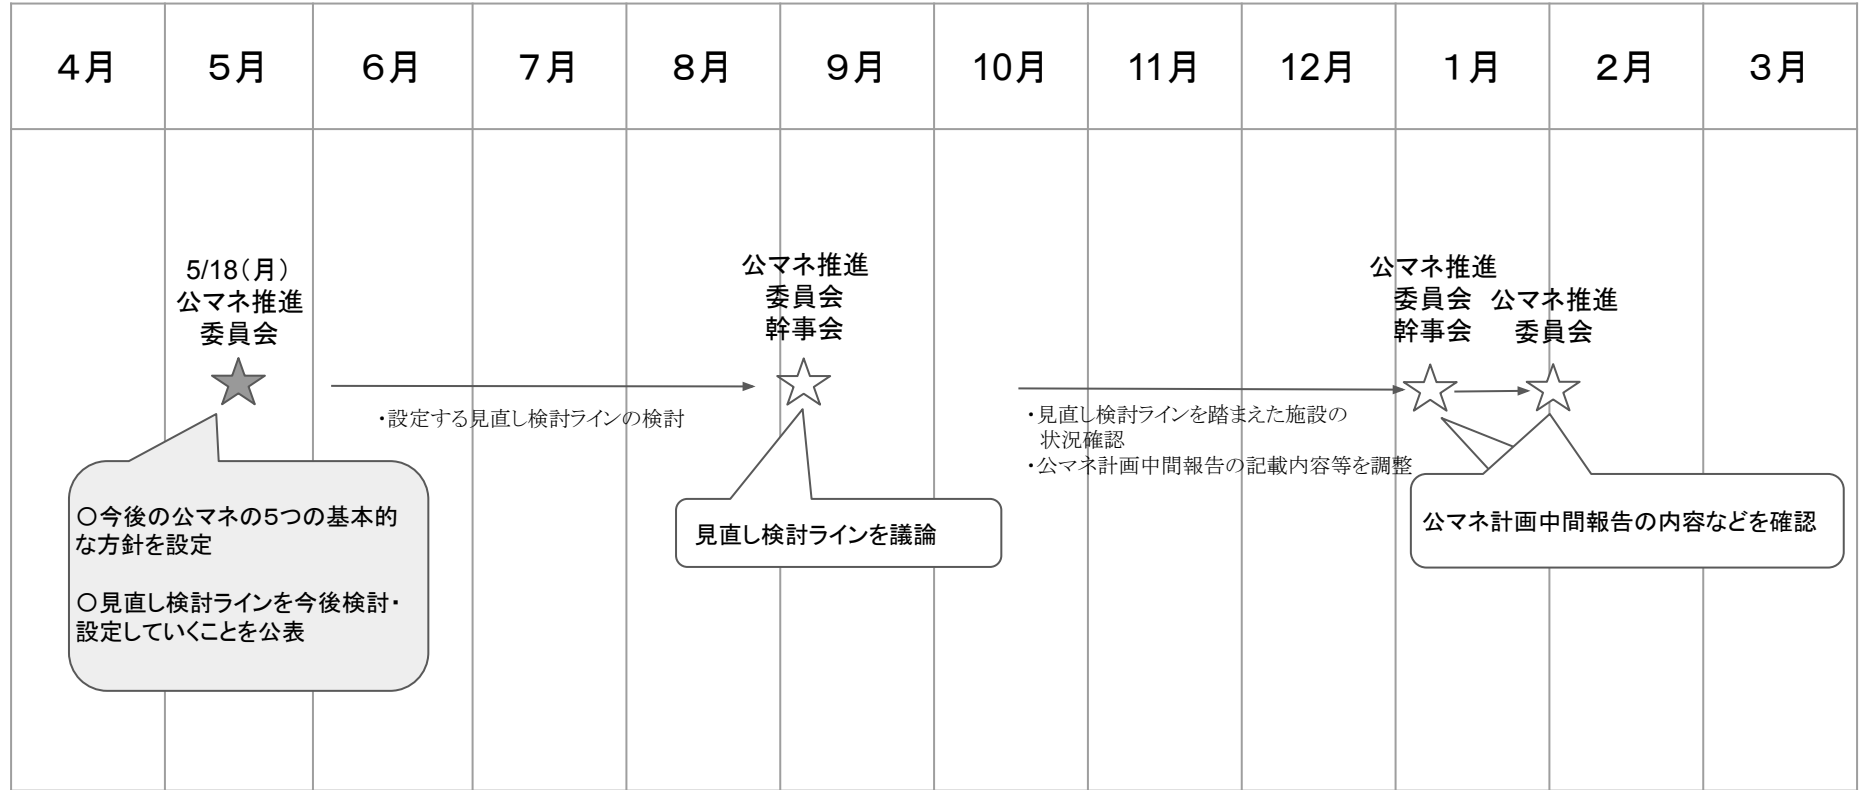 ４月
５月
６月
７月
８月
９月
10月
11月
12月
１月
２月
３月
5/18（月）
公マネ推進
委員会
・設定する見直し検討ラインの検討
○今後の公マネの５つの基本的
な方針を設定
○見直し検討ラインを今後検討・
設定していくことを公表
公マネ推進
委員会
幹事会
見直し検討ラインを議論
・見直し検討ラインを踏まえた施設の
状況確認
・公マネ計画中間報告の記載内容等を調整
公マネ推進
委員会
幹事会
公マネ推進
委員会
公マネ計画中間報告の内容などを確認